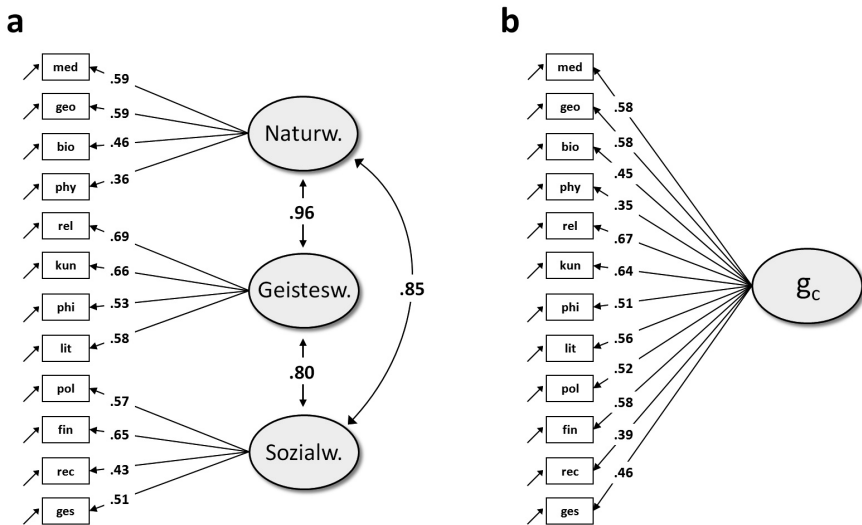 a
med
.59
geo
.59
bio
.46
phy
.36
Naturw.
rel
.69
kun
.66
phi
.53
lit
.58
Geistesw.
pol
.57
fin
.65
rec
.43
ges
.51
Sozialw.
.96
.80
.85
b
med
.58
geo
.58
bio
.45
phy
.35
rel
.67
kun
.64
phi
.51
lit
.56
pol
.52
fin
.58
rec
.39
ges
.46
gc